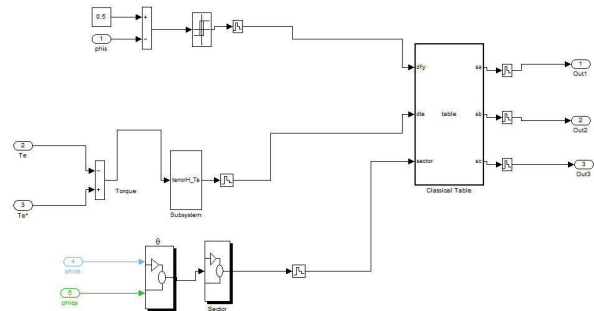 0.5
+
−
1
phis
dfy
dte
sector
table
sa
sb
sc
Classical Table
1
Out1
2
Out2
3
Out3
2
Te
3
Te*
−
+
Torque
terrorH_Te
Subsystem
4
phids
5
phiqs
θ
Sector